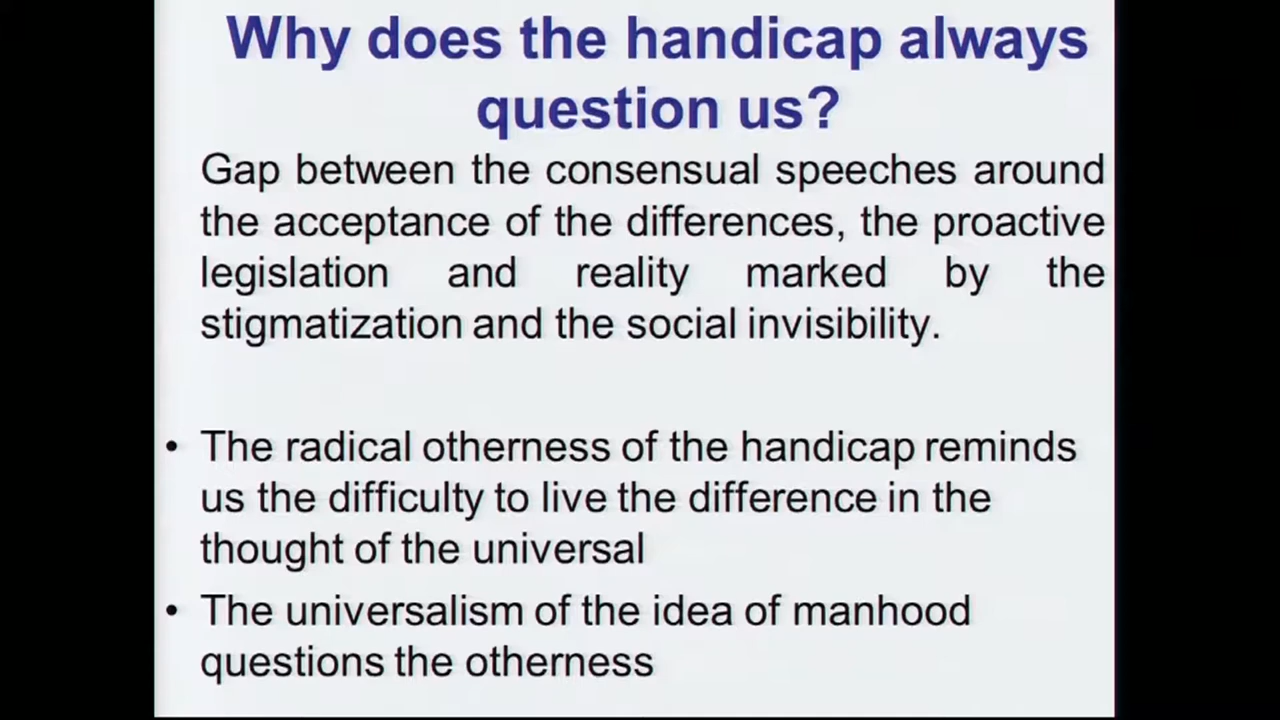 Why does the handicap always
question us?
Gap between the consensual speeches around
the acceptance of the differences, the proactive
legislation and reality marked by the
stigmatization and the social invisibility.
• The radical otherness of the handicap reminds
us the difficulty to live the difference in the
thought of the universal
• The universalism of the idea of manhood
questions the otherness